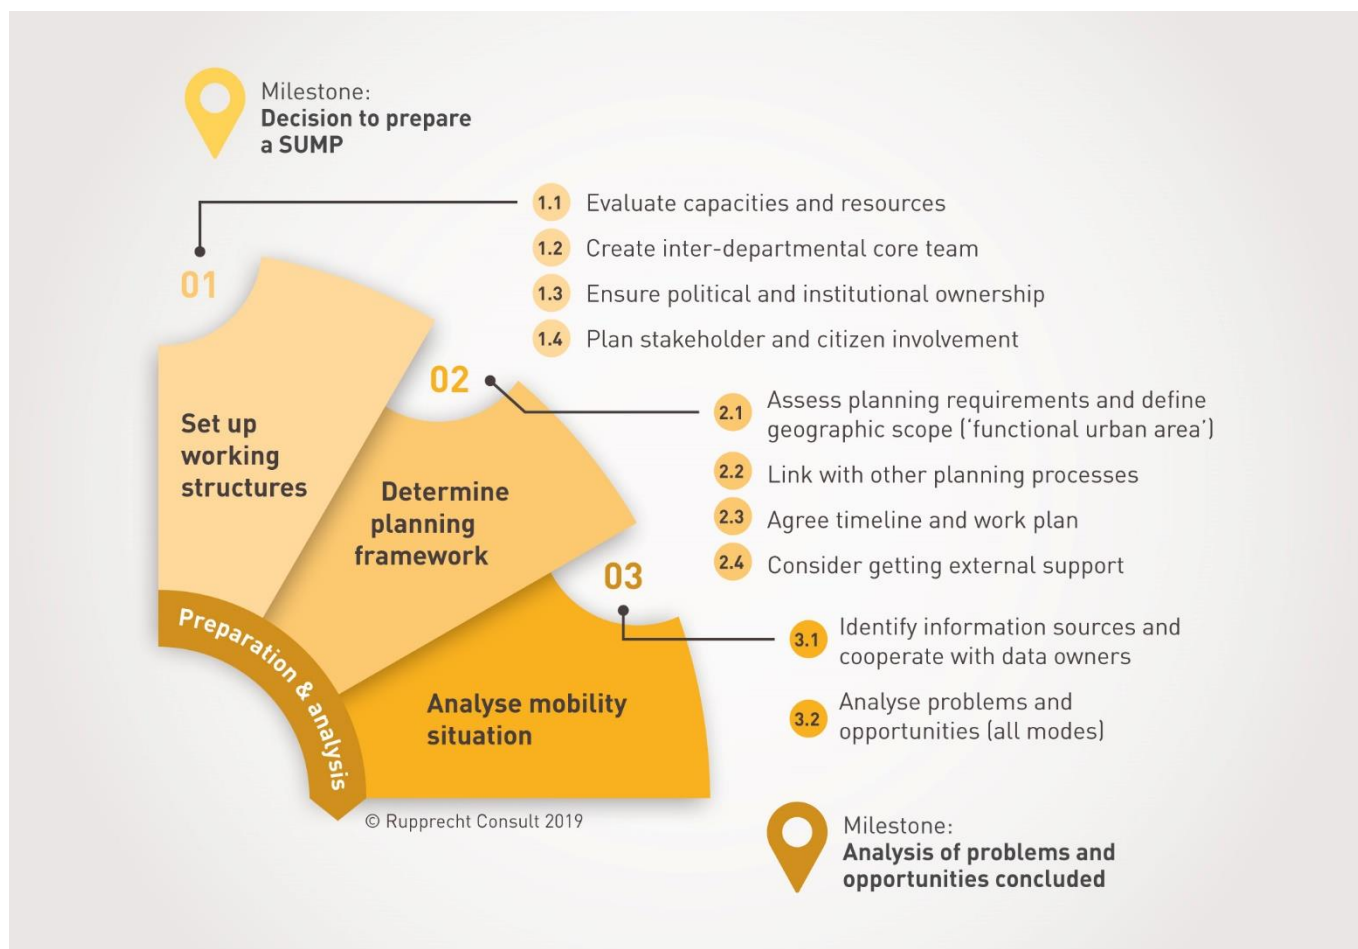 Milestone:
Decision to prepare
a SUMP
01
1.1 Evaluate capacities and resources
1.2 Create inter-departmental core team
1.3 Ensure political and institutional ownership
1.4 Plan stakeholder and citizen involvement
Set up
working
structures
02
2.1 Assess planning requirements and define
geographic scope (‘functional urban area’)
2.2 Link with other planning processes
2.3 Agree timeline and work plan
2.4 Consider getting external support
Determine
planning
framework
03
3.1 Identify information sources and
cooperate with data owners
3.2 Analyse problems and
opportunities (all modes)
Analyse mobility
situation
Preparation & analysis
© Rupprecht Consult 2019
Milestone:
Analysis of problems and
opportunities concluded